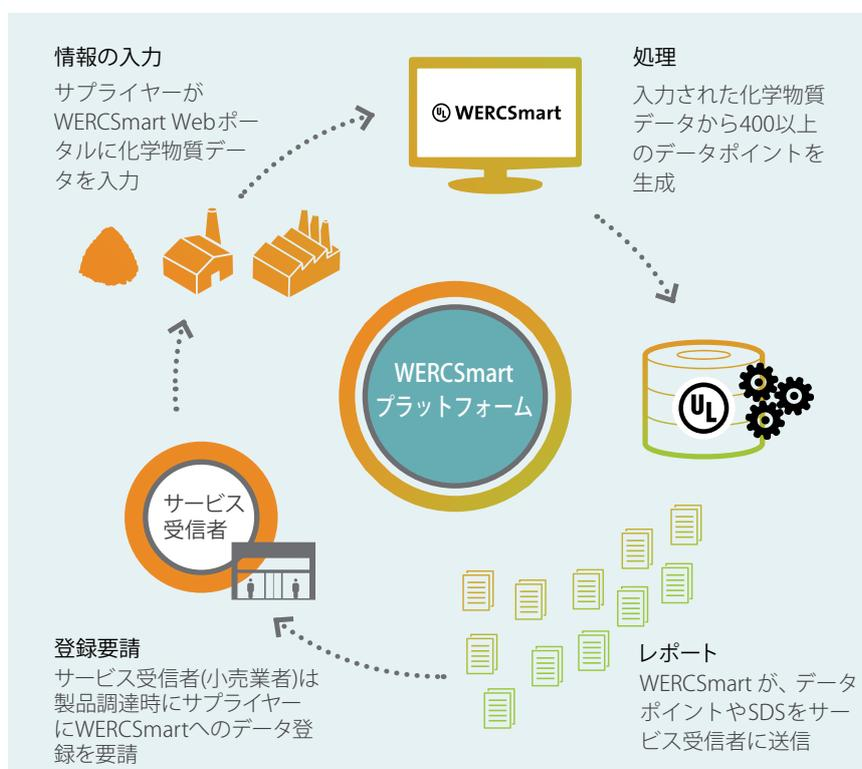 情報の入力
サプライヤーが
WERCSmart Webポー
タルに化学物質デー
タを入力
UL WERCSmart
処理
入力された化学物質
データから400以上
のデータポイントを
生成
WERCSmart
プラットフォーム
UL
サービス
受信者
登録要請
サービス受信者(小売業者)は
製品調達時にサプライヤー
にWERCSmartへのデータ登
録を要請
レポート
WERCSmart が、データ
ポイントやSDSをサー
ビス受信者に送信